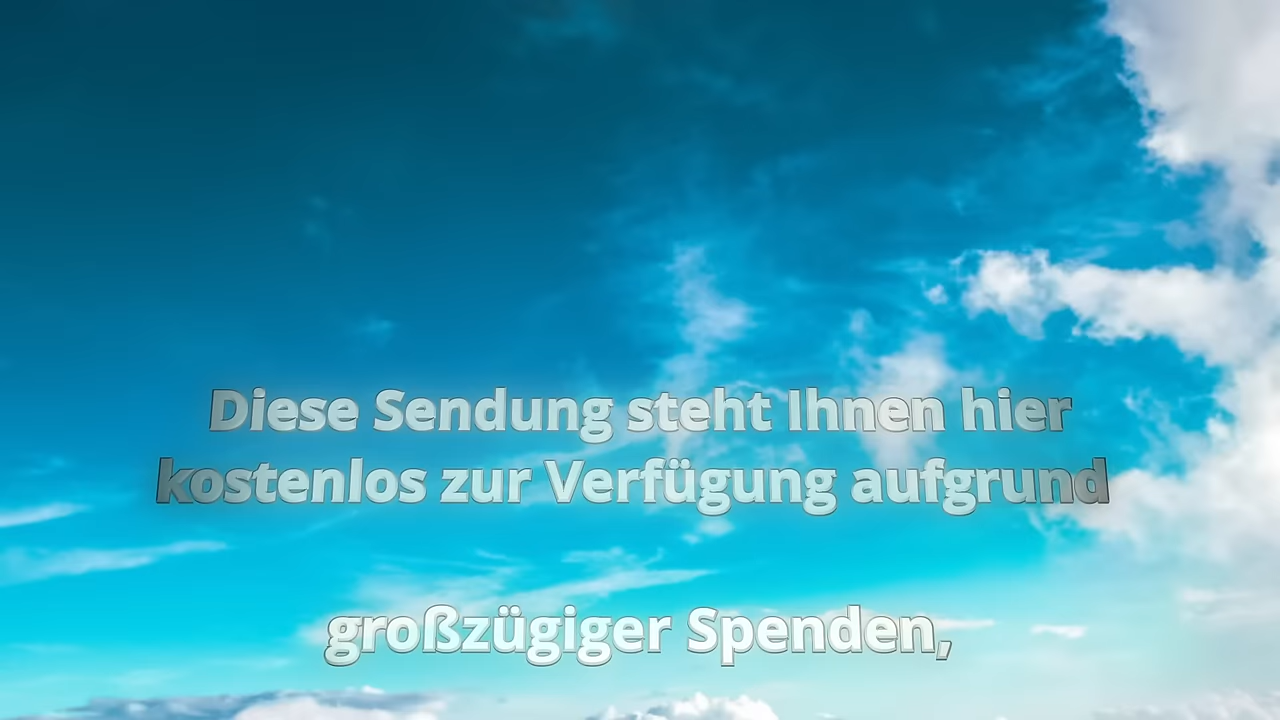 Diese Sendung steht Ihnen hier
kostenlos zur Verfügung aufgrund
großzügiger Spenden,